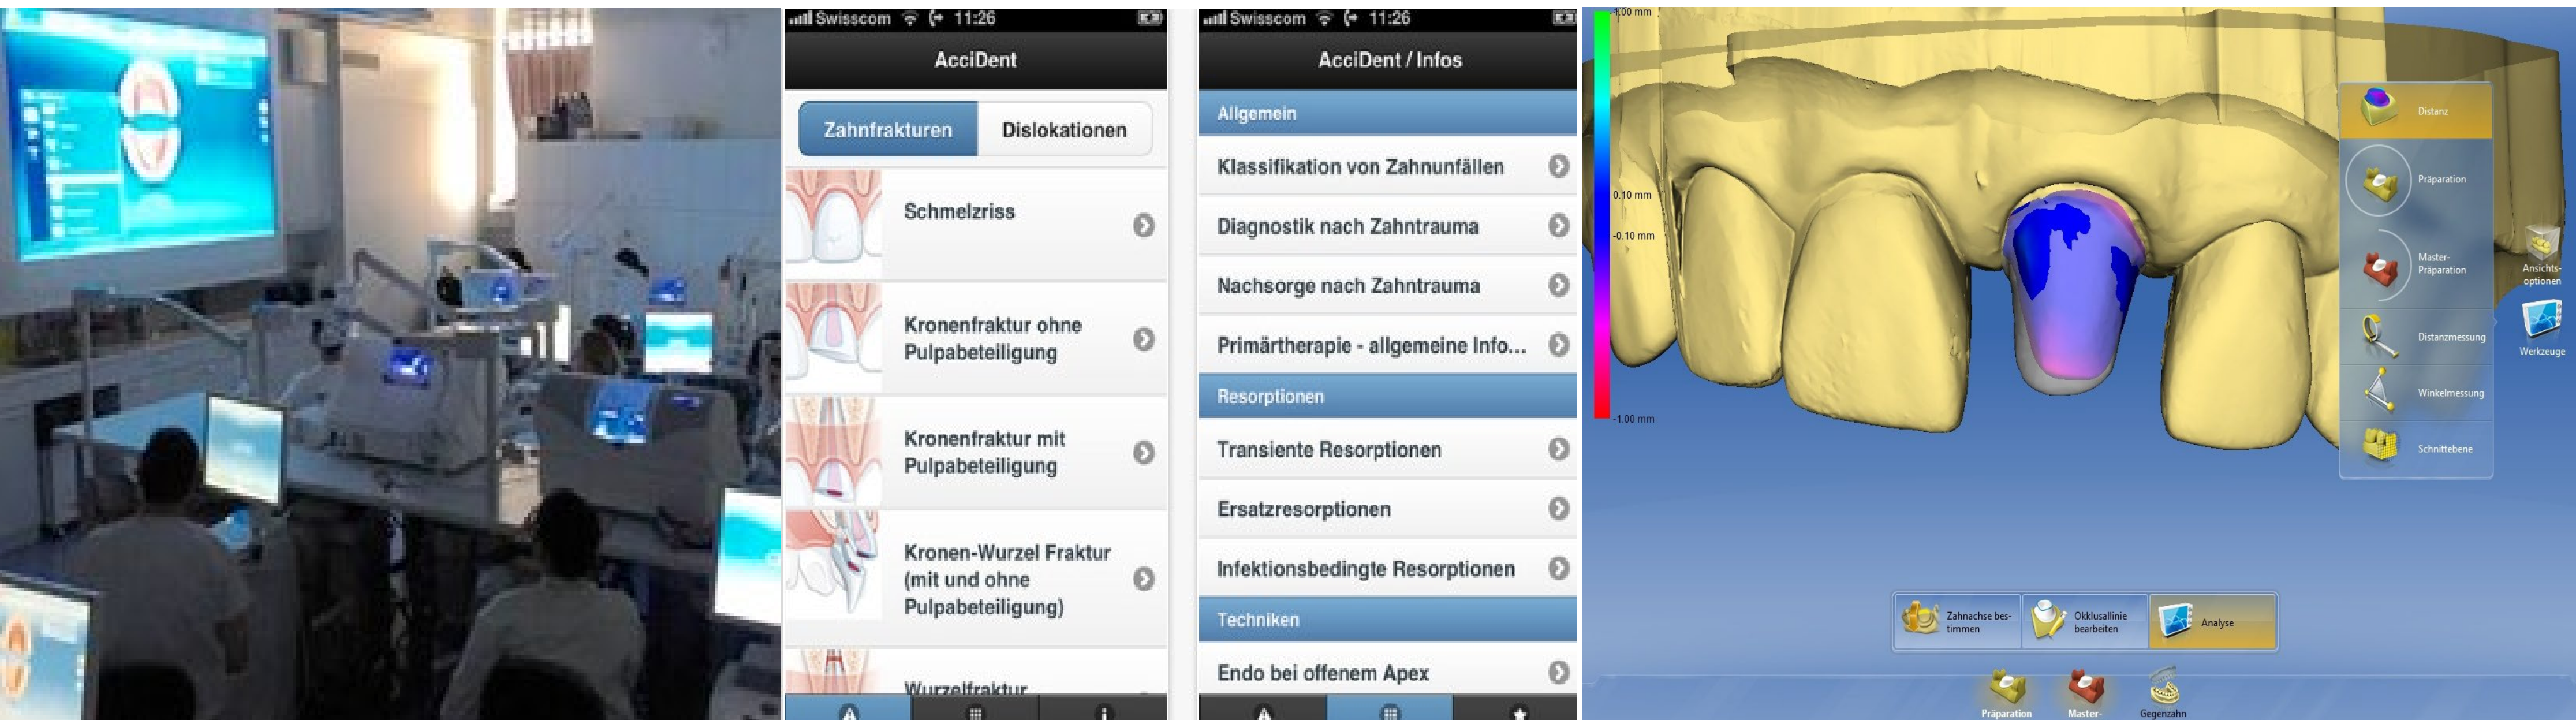 Swisscom 11:26
AcciDent
Zahnfrakturen Dislokationen
Schmelzriss
Kronenfraktur ohne
Pulpabeteiligung
Kronenfraktur mit
Pulpabeteiligung
Kronen-Wurzel Fraktur
(mit und ohne
Pulpabeteiligung)
Wurzelfraktur
Swisscom 11:26
AcciDent / Infos
Allgemein
Klassifikation von Zahnunfällen
Diagnostik nach Zahntrauma
Nachsorge nach Zahntrauma
Primärtherapie - allgemeine Info...
Resorptionen
Transiente Resorptionen
Ersatzresorptionen
Infektionsbedingte Resorptionen
Techniken
Endo bei offenem Apex
1.00 mm
0.10 mm
-0.10 mm
-1.00 mm
Distanz
Präparation
Master-
Präparation
Distanzmessung
Winkelmessung
Schnittebene
Ansichts-
optionen
Werkzeuge
Zahnachse bes-
timmen
Okklusallinie
bearbeiten
Analyse
Präparation
Master-
Gegenzahn